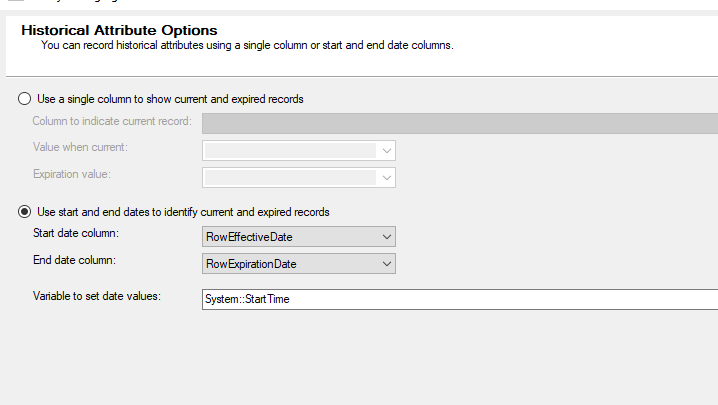 Historical Attribute Options
You can record historical attributes using a single column or start and end date columns.
Use a single column to show current and expired records
Column to indicate current record:
Value when current:
Expiration value:
Use start and end dates to identify current and expired records
Start date column: RowEffectiveDate
End date column: RowExpirationDate
Variable to set date values: System::StartTime